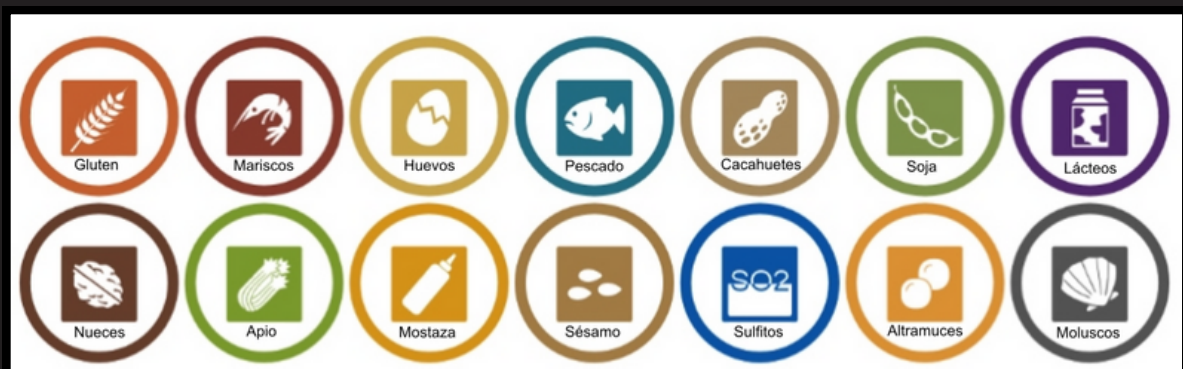 Gluten
Mariscos
Huevos
Pescado
Cacahuetes
Soja
Lácteos
Nueces
Apio
Mostaza
Sésamo
SO2
Sulfitos
Altramuces
Moluscos